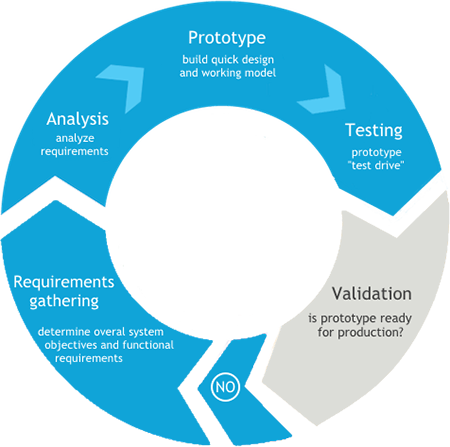 Prototype
build quick design
and working model
Analysis
analyze
requirements
Testing
prototype
"test drive"
Requirements
gathering
determine overal system
objectives and functional
requirements
Validation
is prototype ready
for production?
NO